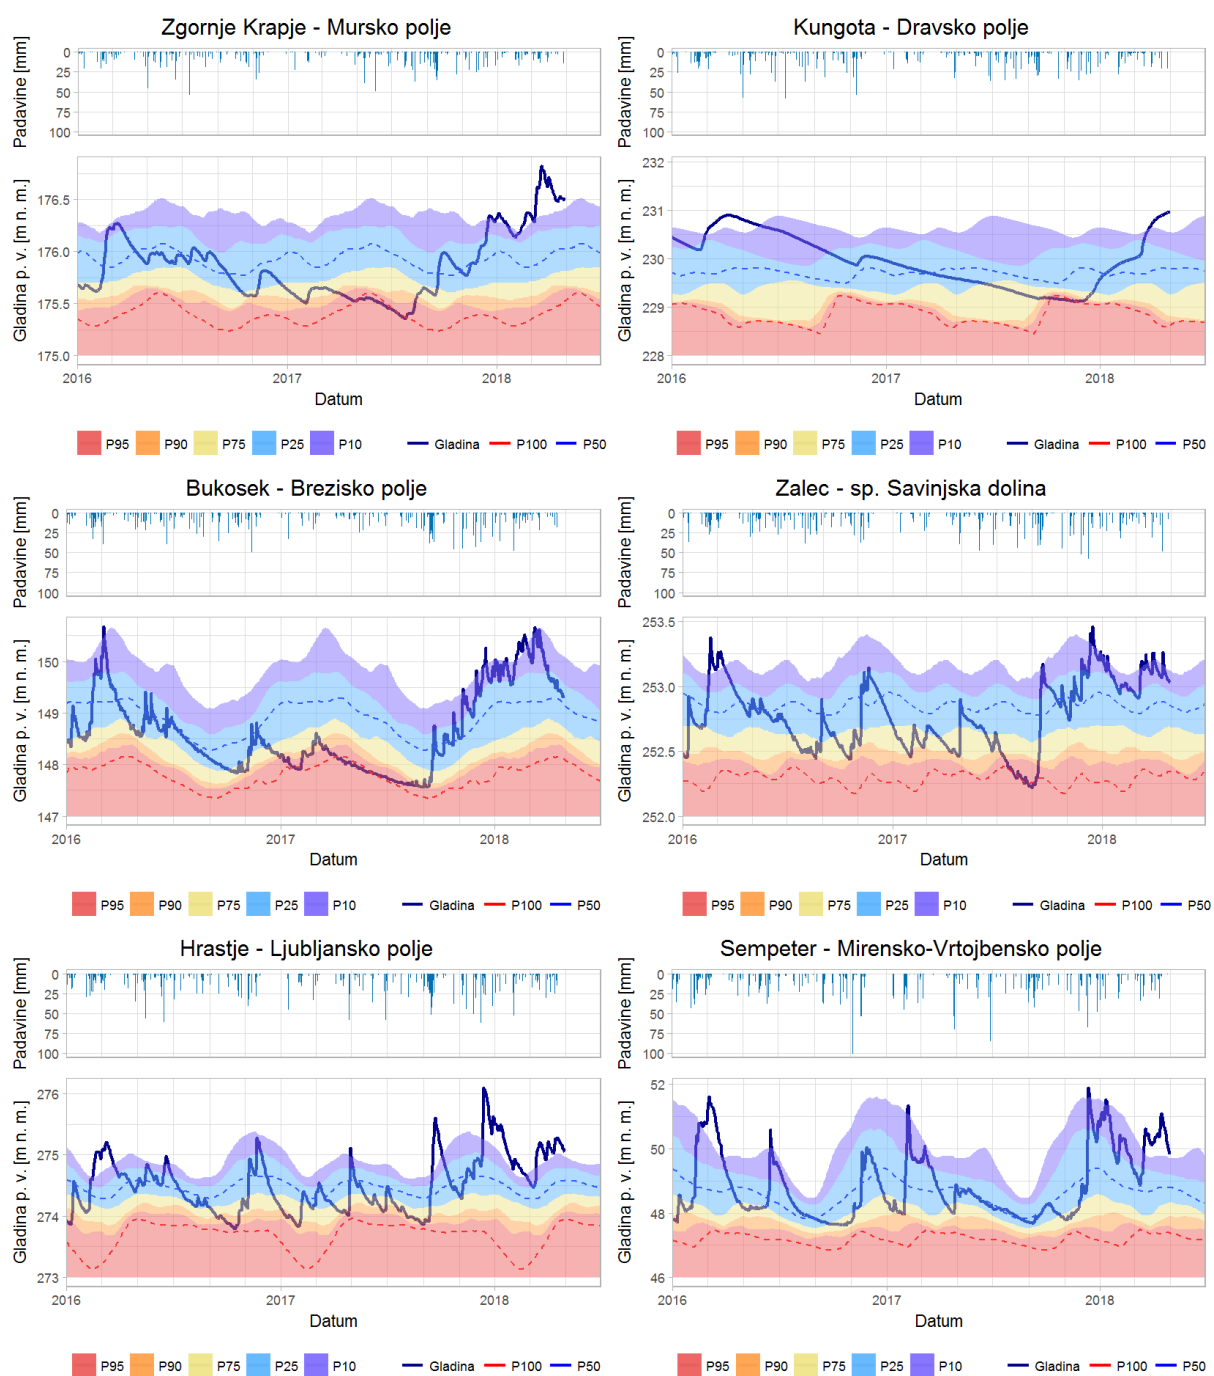 Zgornje Krapje - Mursko polje
Padavine [mm]
0
25
50
75
100
Gladina p. v. [m n. m.]
176.5
176.0
175.5
175.0
2016
2017
2018
Datum
P95 P90 P75 P25 P10 Gladina P100 P50
Kungota - Dravsko polje
Padavine [mm]
0
25
50
75
100
Gladina p. v. [m n. m.]
232
231
230
229
228
2016
2017
2018
Datum
P95 P90 P75 P25 P10 Gladina P100 P50
Bukosek - Brezisko polje
Padavine [mm]
0
25
50
75
100
Gladina p. v. [m n. m.]
150
149
148
147
2016
2017
2018
Datum
P95 P90 P75 P25 P10 Gladina P100 P50
Zalec - sp. Savinjska dolina
Padavine [mm]
0
25
50
75
100
Gladina p. v. [m n. m.]
253.5
253.0
252.5
252.0
2016
2017
2018
Datum
P95 P90 P75 P25 P10 Gladina P100 P50
Hrastje - Ljubljansko polje
Padavine [mm]
0
25
50
75
100
Gladina p. v. [m n. m.]
276
275
274
273
2016
2017
2018
Datum
P95 P90 P75 P25 P10 Gladina P100 P50
Sempeter - Mirensko-Vrtojbensko polje
Padavine [mm]
0
25
50
75
100
Gladina p. v. [m n. m.]
52
50
48
46
2016
2017
2018
Datum
P95 P90 P75 P25 P10 Gladina P100 P50